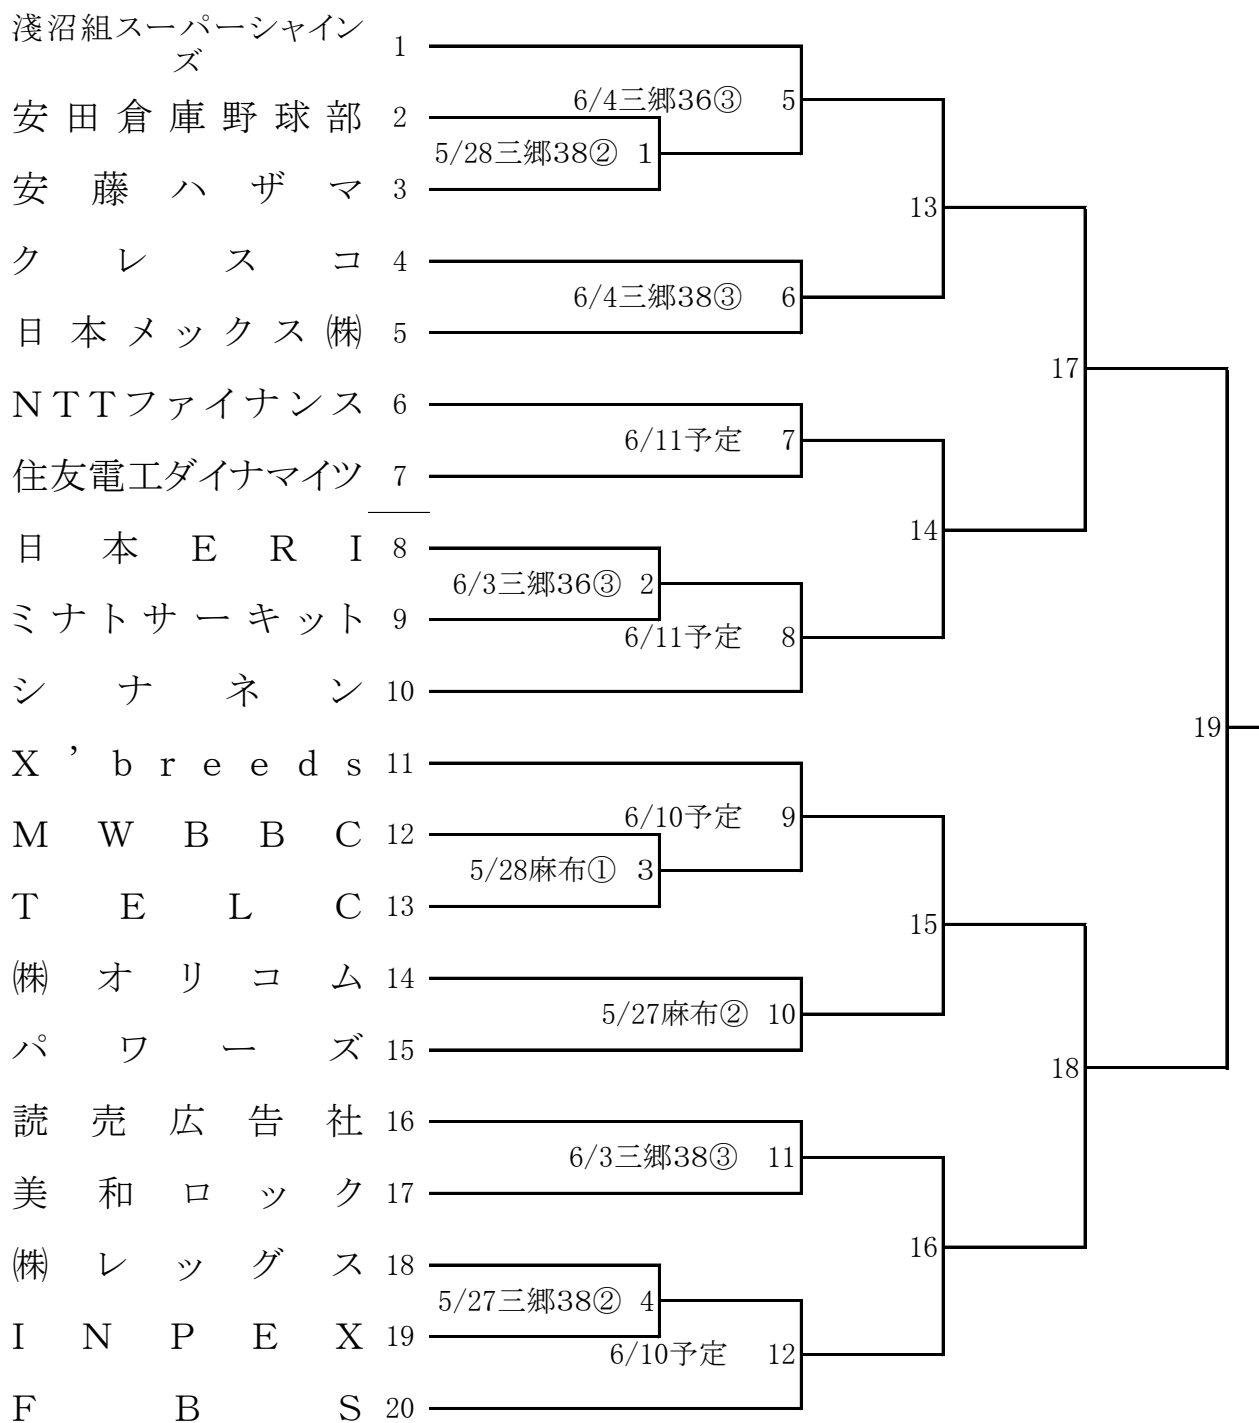 淺沼組スーパーシャインズ 1
6/4三郷36③ 5
安田倉庫野球部 2
5/28三郷38② 1
安藤ハザマ 3
13
クレスコ 4
6/4三郷38③ 6
日本メックス㈱ 5
17
NTTファイナンス 6
6/11予定 7
住友電工ダイナマイツ 7
14
日本ERI 8
6/3三郷36③ 2
ミナトサーキット 9
6/11予定 8
シナネン 10
19
X’breeds 11
6/10予定 9
MWBBC 12
5/28麻布① 3
TELC 13
15
㈱オリコム 14
5/27麻布② 10
パワーズ 15
18
読売広告社 16
6/3三郷38③ 11
美和ロック 17
16
㈱レッグス 18
5/27三郷38② 4
INPEX 19
6/10予定 12
FBS 20